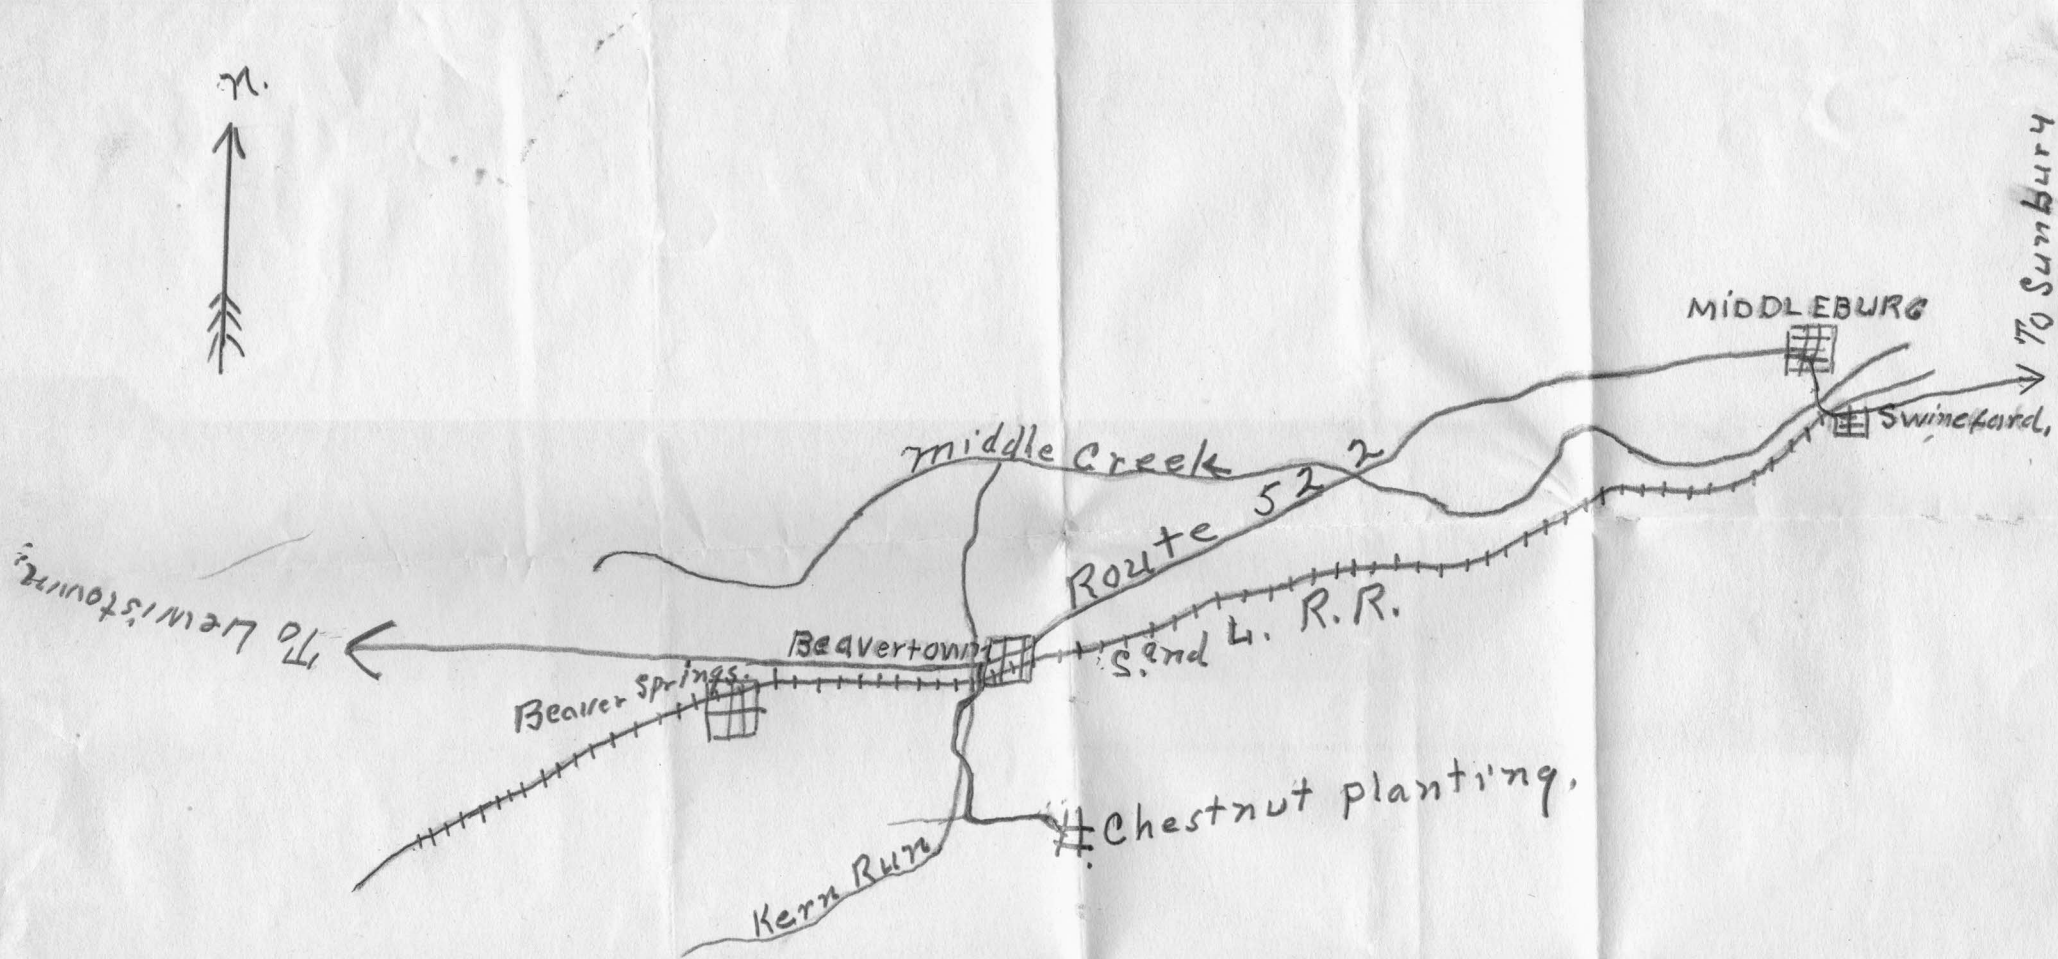 N.
To Sunbury
MiDDLEBURG
Swineford,
Middle Creek
Route 522
S. and L. R.R.
To Lewistown,
Beavertown
Beaver Springs.
Chestnut planting.
Kern Run